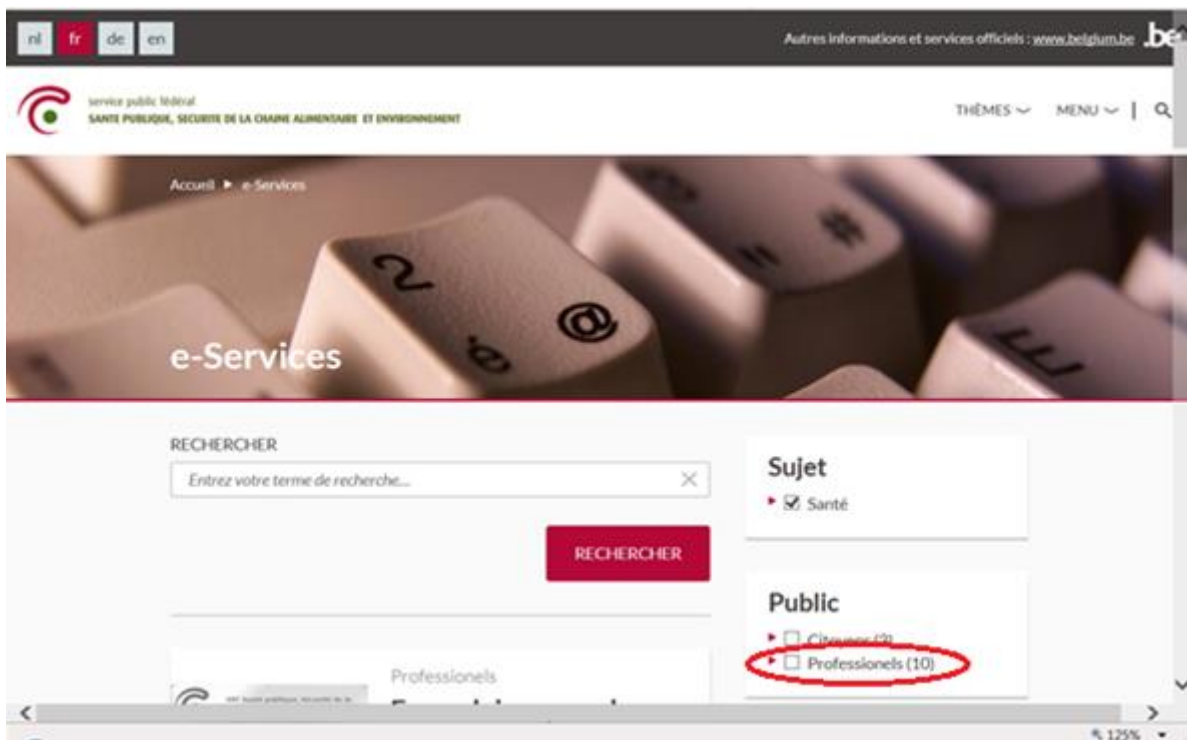 nl fr de en
Autres informations et services officiels : www.belgium.be .be
service public fédéral
SANTE PUBLIQUE, SECURITE DE LA CHAINE ALIMENTAIRE ET ENVIRONNEMENT
THÈMES MENU
Accueil ▶ e-Services
e-Services
RECHERCHER
Entrez votre terme de recherche...
RECHERCHER
Sujet
Santé
Public
Citoyens (3)
Professionels (10)
Professionels
125%